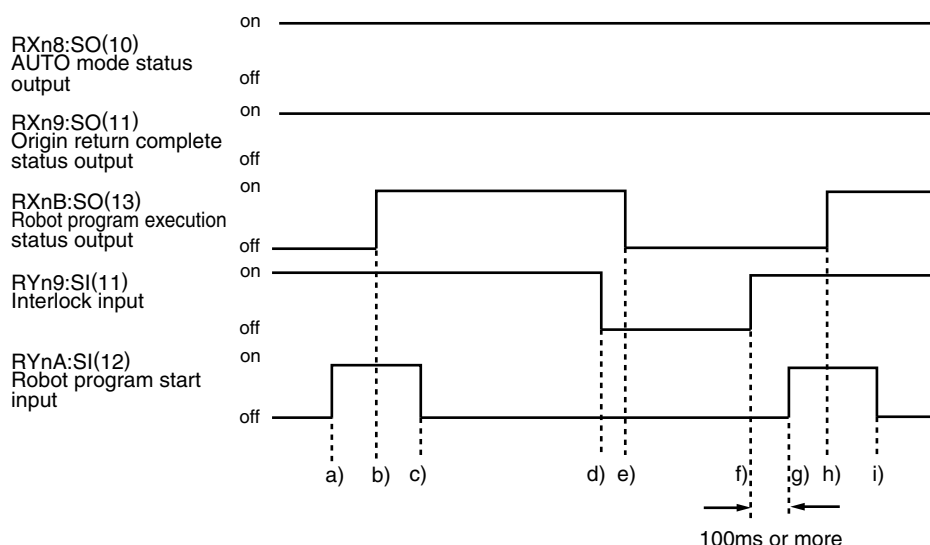 on
RXn8:SO(10)
AUTO mode status
output
off
on
RXn9:SO(11)
Origin return complete
status output
off
on
RXnB:SO(13)
Robot program execution
status output
off
on
RYn9:SI(11)
Interlock input
off
on
RYnA:SI(12)
Robot program start
input
off
a) b) c) d) e) f) g) h) i)
100ms or more